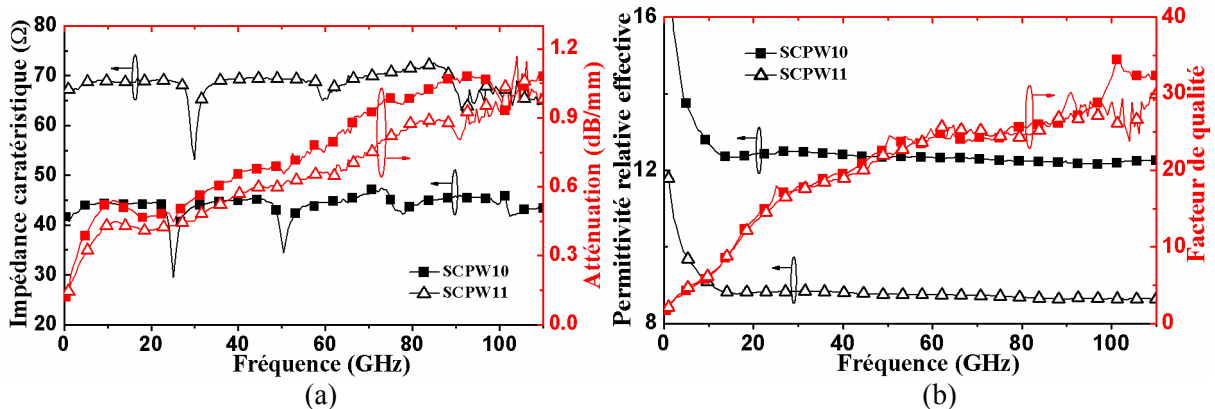 Impédance caratéristique (Ω)
80
70
60
50
40
30
20
0
20
40
60
80
100
Fréquence (GHz)
SCPW10
SCPW11
1.2
0.9
0.6
0.3
0.0
Atténuation (dB/mm)
(a)
Permittivité relative effective
16
12
8
0
20
40
60
80
100
Fréquence (GHz)
SCPW10
SCPW11
40
30
20
10
0
Facteur de qualité
(b)